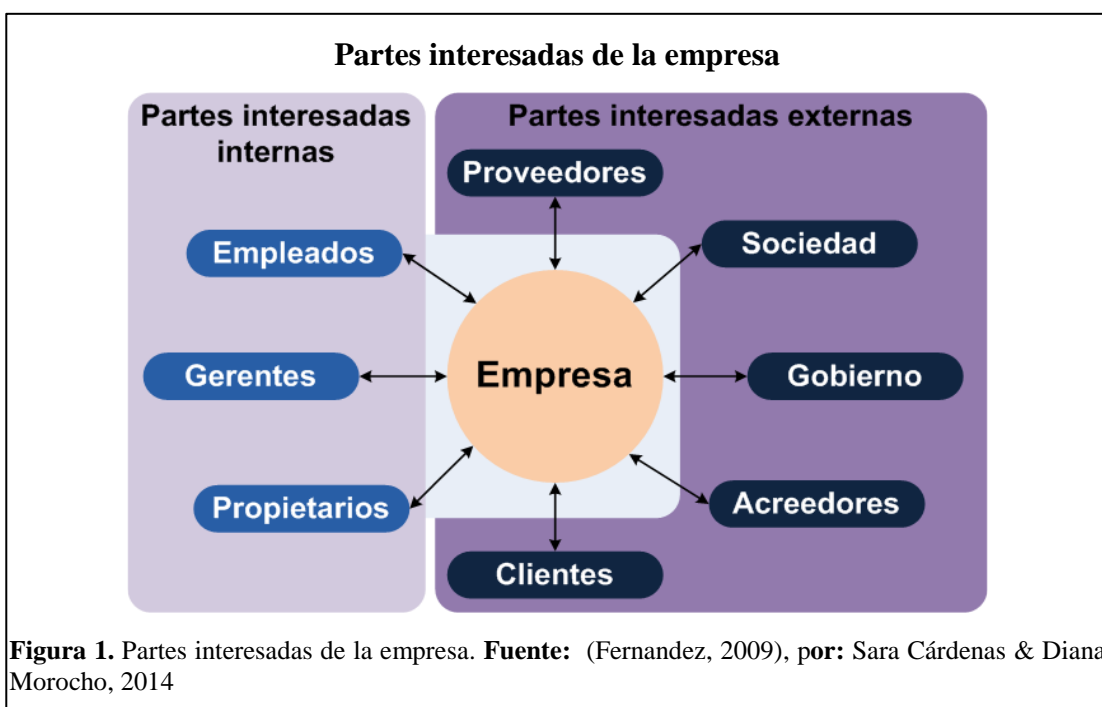 Partes interesadas de la empresa
Partes interesadas
internas
Partes interesadas externas
Proveedores
Empleados
Sociedad
Gerentes
Empresa
Gobierno
Propietarios
Acreedores
Clientes
Figura 1. Partes interesadas de la empresa. Fuente: (Fernandez, 2009), por: Sara Cárdenas & Diana
Morocho, 2014